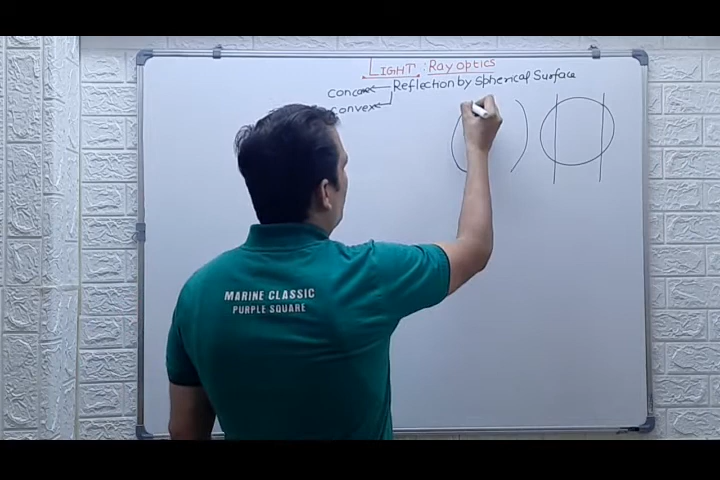 LIGHT : Ray optics
Reflection by Spherical Surface
concave
convex
MARINE CLASSIC
PURPLE SQUARE